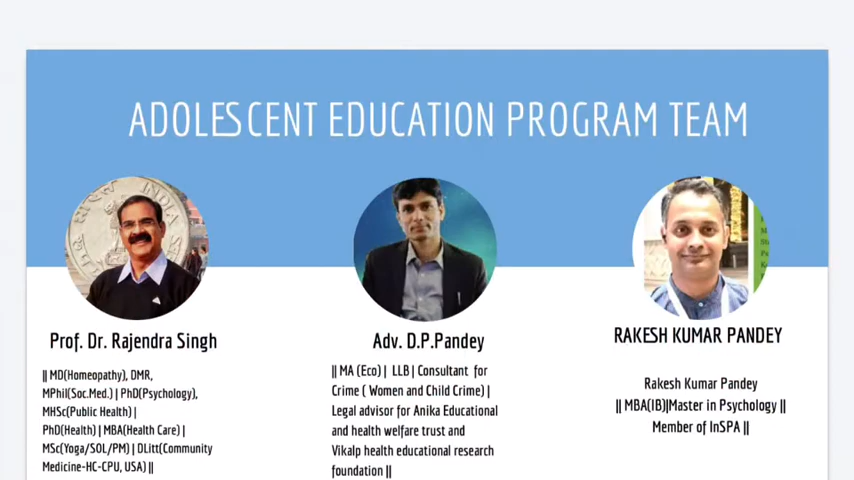 ADOLESCENT EDUCATION PROGRAM TEAM
Prof. Dr. Rajendra Singh
|| MD(Homeopathy), DMR,
MPhil(Soc.Med.) | PhD(Psychology),
MHSc(Public Health) |
PhD(Health) | MBA(Health Care) |
MSc(Yoga/SOL/PM) | DLitt(Community
Medicine-HC-CPU, USA) ||
Adv. D.P.Pandey
|| MA (Eco) | LLB | Consultant for
Crime ( Women and Child Crime) |
Legal advisor for Anika Educational
and health welfare trust and
Vikalp health educational research
foundation ||
RAKESH KUMAR PANDEY
Rakesh Kumar Pandey
|| MBA(IB)|Master in Psychology ||
Member of InSPA ||